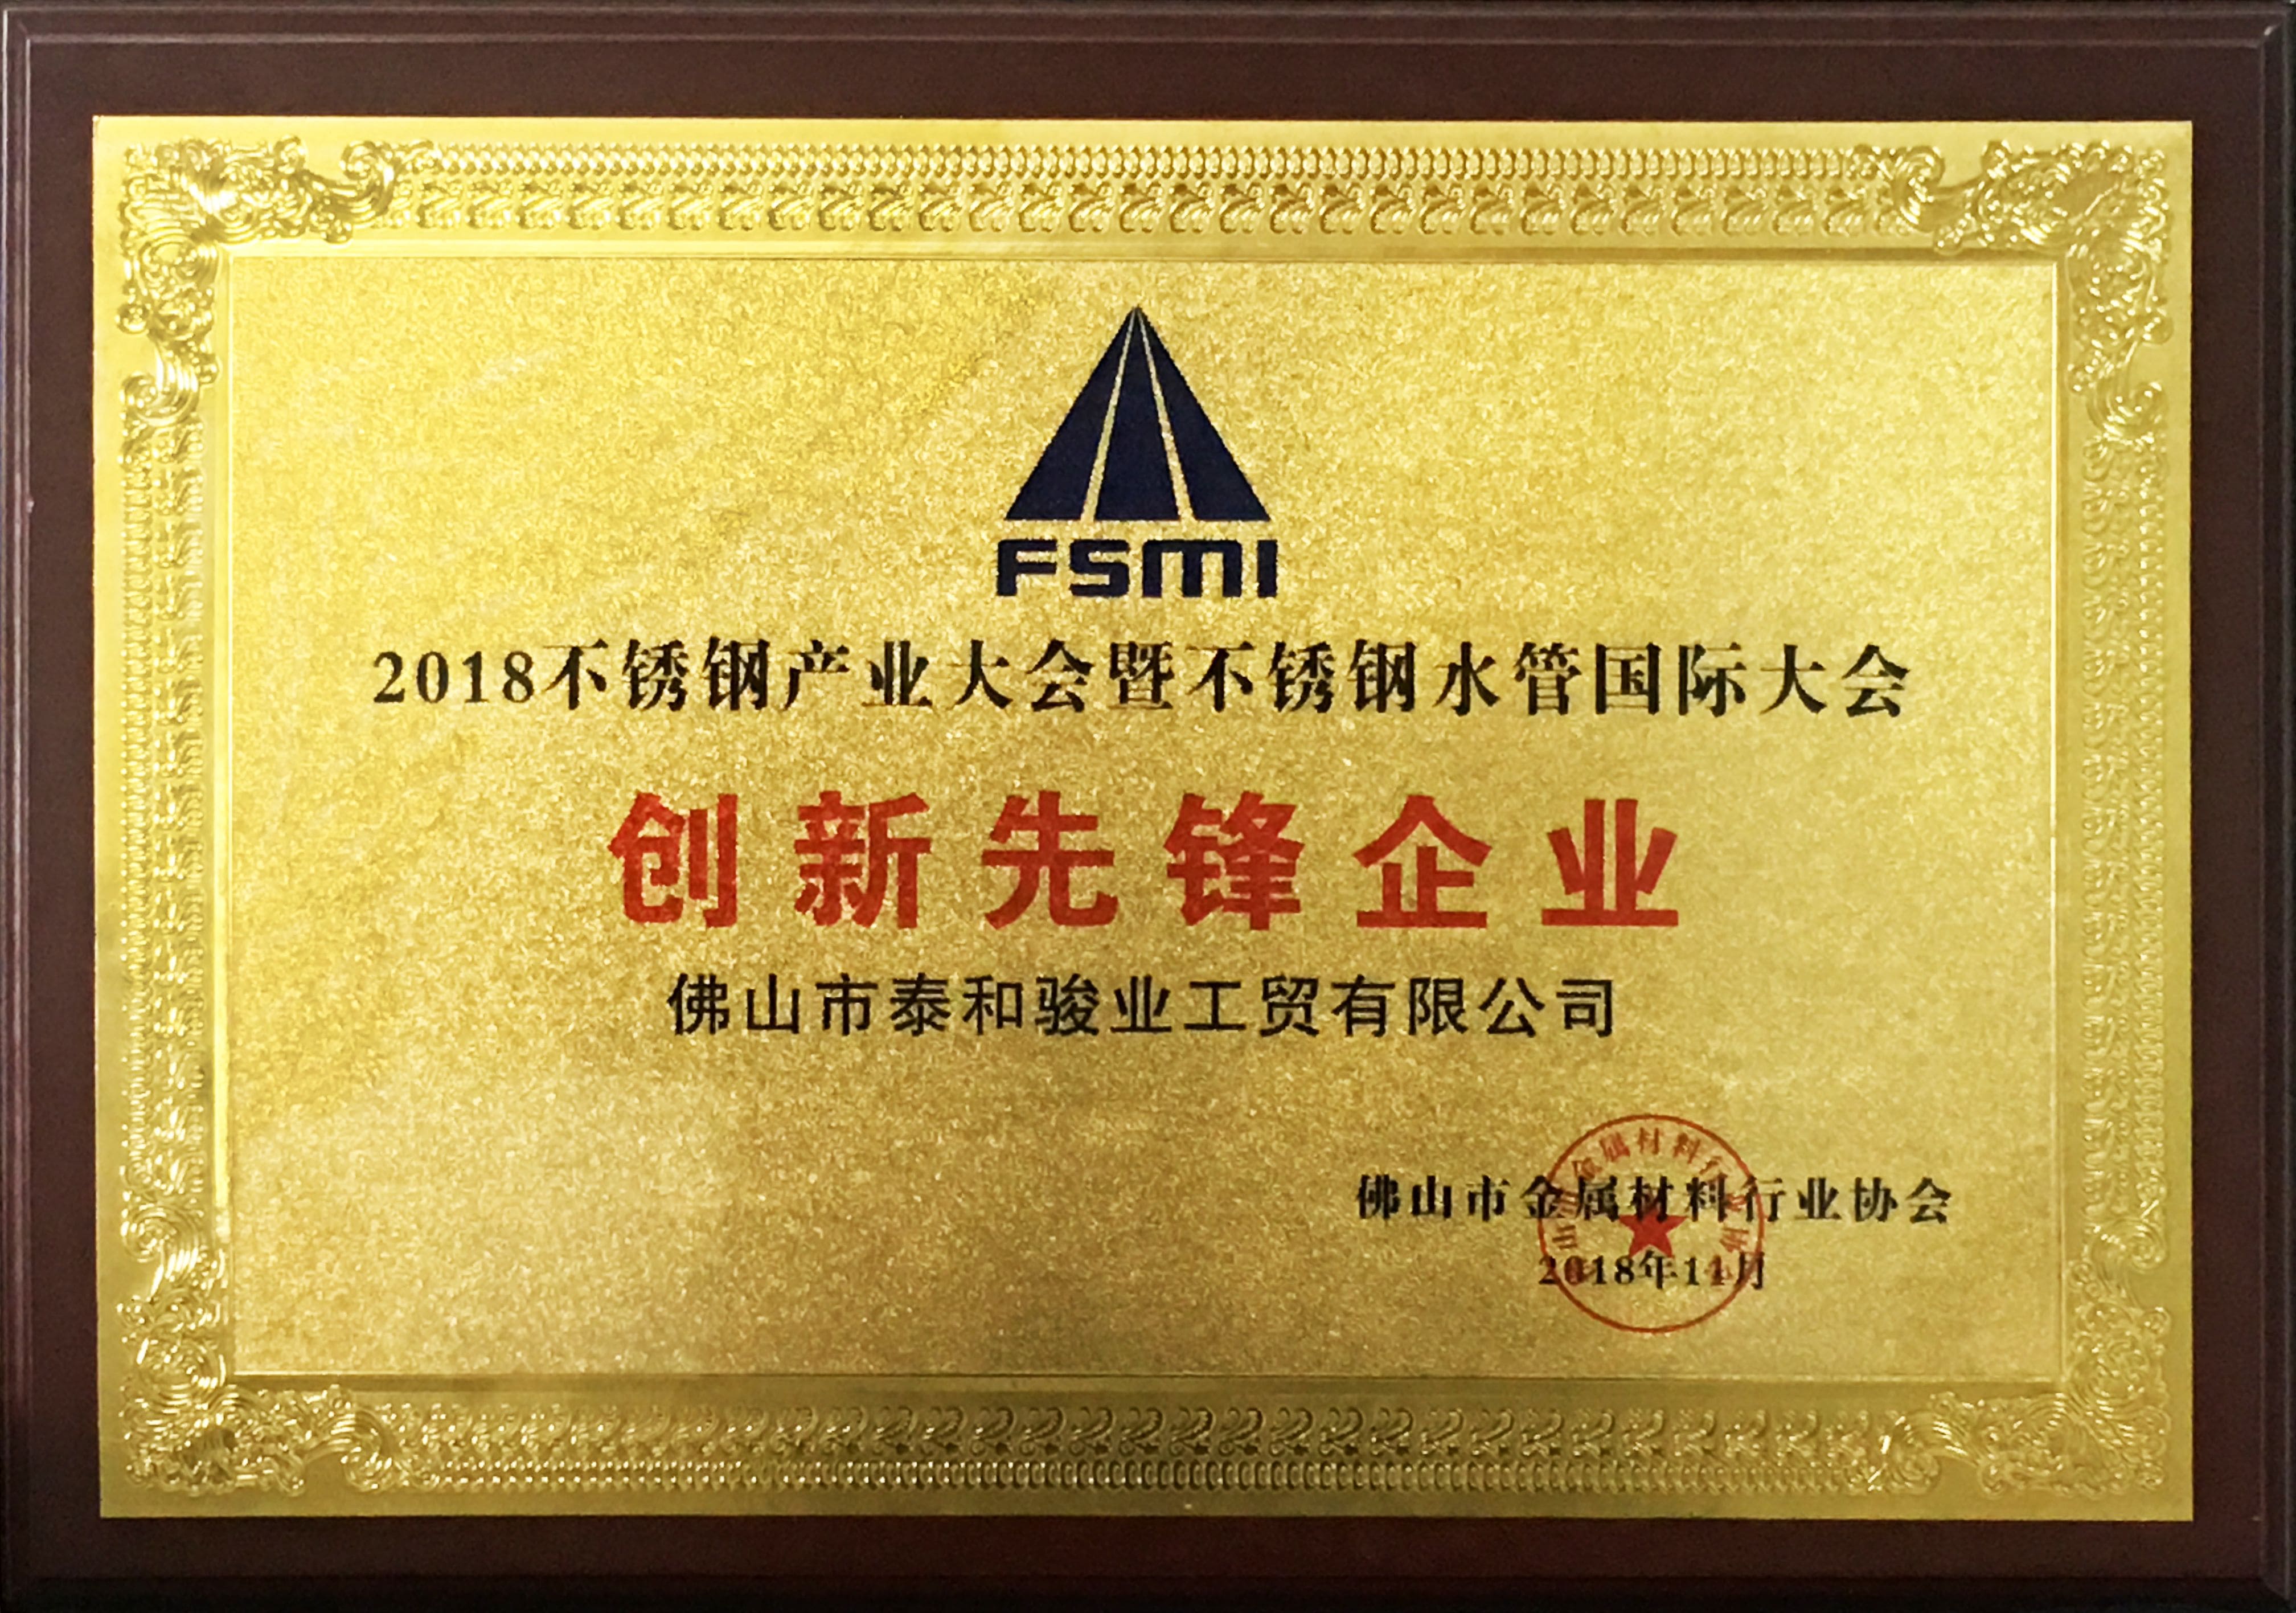 FSMI
2018不锈钢产业大会暨不锈钢水管国际大会
创新先锋企业
佛山市泰和骏业工贸有限公司
佛山市金属材料行业协会
2018年11月